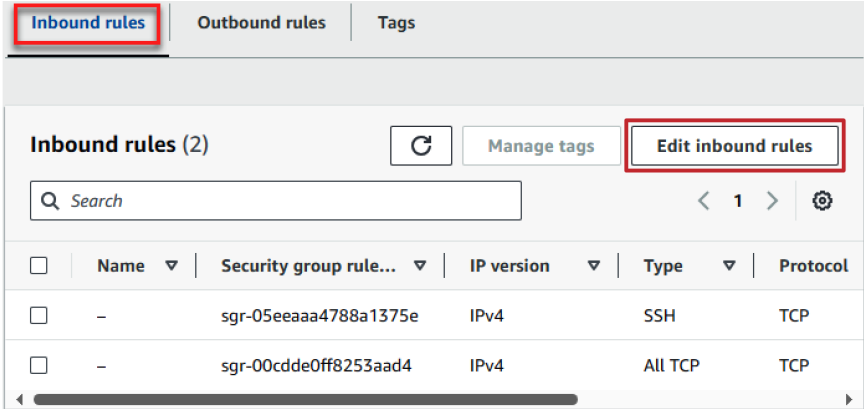 Inbound rules Outbound rules Tags
Inbound rules (2) Manage tags Edit inbound rules
Search 1
Name Security group rule... IP version Type Protocol
– sgr-05eeaaa4788a1375e IPv4 SSH TCP
– sgr-00cdde0ff8253aad4 IPv4 All TCP TCP